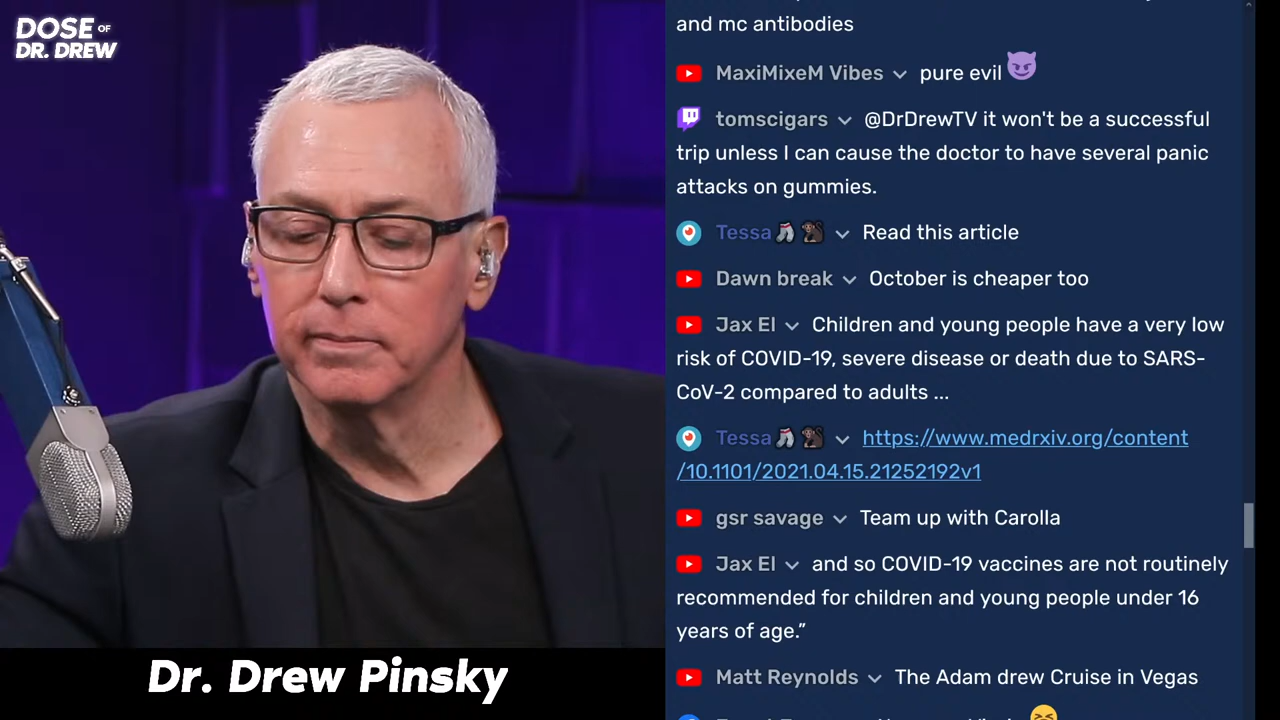 DOSE OF
DR. DREW
Dr. Drew Pinsky
and mc antibodies
MaxiMixeM Vibes pure evil
tomscigars @DrDrewTV it won't be a successful
trip unless I can cause the doctor to have several panic
attacks on gummies.
Tessa Read this article
Dawn break October is cheaper too
Jax El Children and young people have a very low
risk of COVID-19, severe disease or death due to SARS-
CoV-2 compared to adults ...
Tessa https://www.medrxiv.org/content
/10.1101/2021.04.15.21252192v1
gsr savage Team up with Carolla
Jax El and so COVID-19 vaccines are not routinely
recommended for children and young people under 16
years of age.”
Matt Reynolds The Adam drew Cruise in Vegas